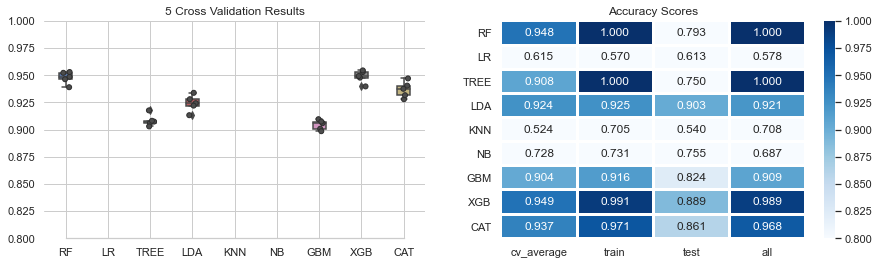 5 Cross Validation Results
1.000
0.975
0.950
0.925
0.900
0.875
0.850
0.825
0.800
RF LR TREE LDA KNN NB GBM XGB CAT
Accuracy Scores
RF 0.948 1.000 0.793 1.000
LR 0.615 0.570 0.613 0.578
TREE 0.908 1.000 0.750 1.000
LDA 0.924 0.925 0.903 0.921
KNN 0.524 0.705 0.540 0.708
NB 0.728 0.731 0.755 0.687
GBM 0.904 0.916 0.824 0.909
XGB 0.949 0.991 0.889 0.989
CAT 0.937 0.971 0.861 0.968
cv_average train test all
1.000
0.975
0.950
0.925
0.900
0.875
0.850
0.825
0.800